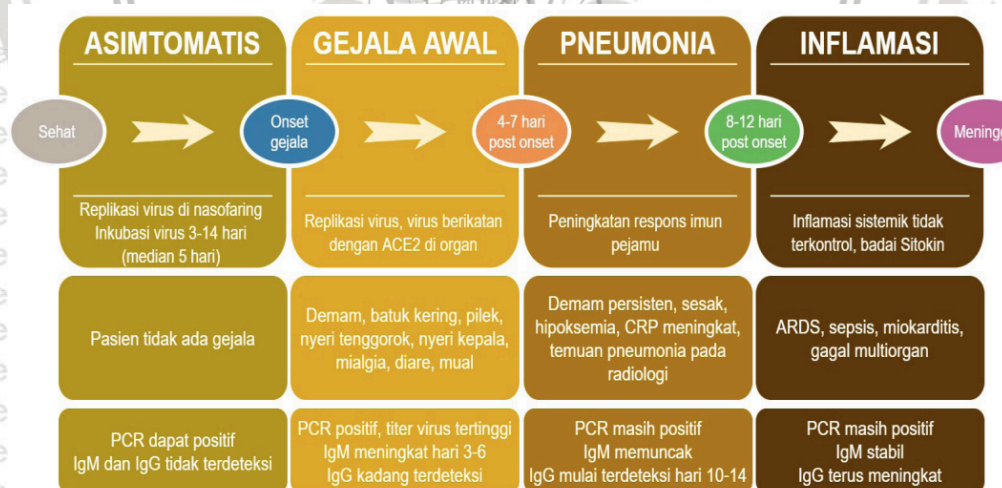 ASIMTOMATIS
GEJALA AWAL
PNEUMONIA
INFLAMASI
Sehat
Onset
gejala
4-7 hari
post onset
8-12 hari
post onset
Replikasi virus di nasofaring
Inkubasi virus 3-14 hari
(median 5 hari)
Replikasi virus, virus berikatan
dengan ACE2 di organ
Peningkatan respons imun
pejamu
Inflamasi sistemik tidak
terkontrol, badai Sitokin
Pasien tidak ada gejala
Demam, batuk kering, pilek,
nyeri tenggorok, nyeri kepala,
mialgia, diare, mual
Demam persisten, sesak,
hipoksemia, CRP meningkat,
temuan pneumonia pada
radiologi
ARDS, sepsis, miokarditis,
gagal multiorgan
PCR dapat positif
IgM dan IgG tidak terdeteksi
PCR positif, titer virus tertinggi
IgM meningkat hari 3-6
IgG kadang terdeteksi
PCR masih positif
IgM memuncak
IgG mulai terdeteksi hari 10-14
PCR masih positif
IgM stabil
IgG terus meningkat